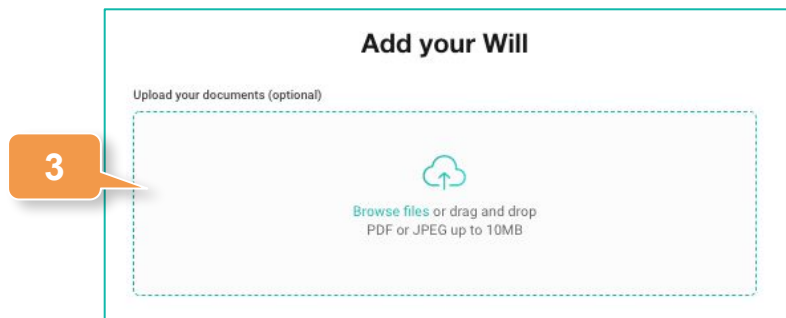 Add your Will
Upload your documents (optional)
3
Browse files or drag and drop
PDF or JPEG up to 10MB